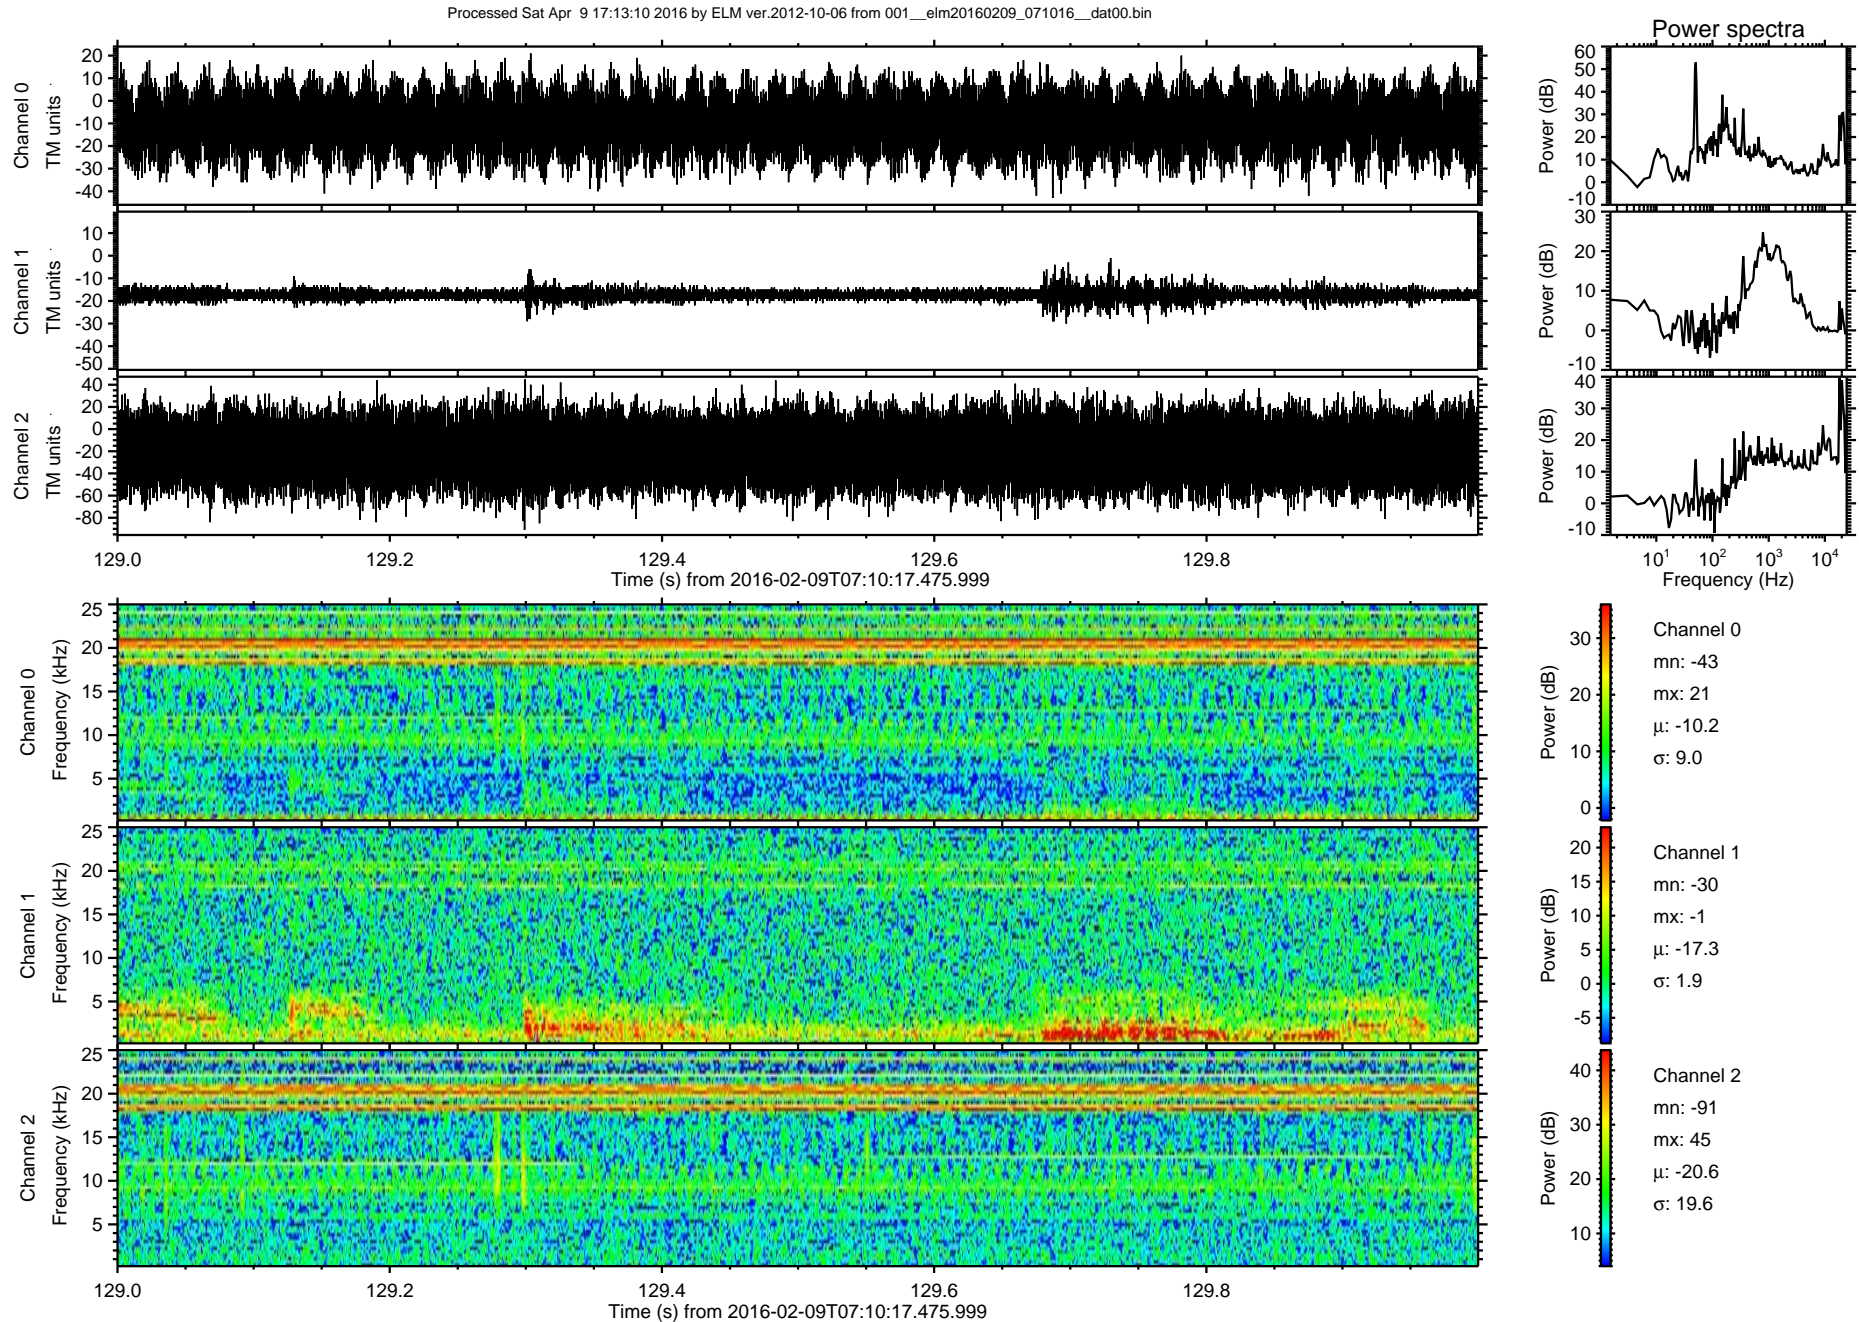 Processed Sat Apr  9 17:13:10 2016 by ELM ver.2012-10-06 from 001__elm20160209_071016__dat00.bin
Power spectra
Channel 0
TM units
20
10
0
-10
-20
-30
-40
Power (dB)
60
50
40
30
20
10
0
-10
Channel 1
TM units
10
0
-10
-20
-30
-40
-50
Power (dB)
30
20
10
0
-10
Channel 2
TM units
40
20
0
-20
-40
-60
-80
Power (dB)
40
30
20
10
0
-10
129.0 129.2 129.4 129.6 129.8
Time (s) from 2016-02-09T07:10:17.475.999
10¹ 10² 10³ 10⁴
Frequency (Hz)
Channel 0
Frequency (kHz)
25
20
15
10
5
Power (dB)
30
20
10
0
Channel 0
mn: -43
mx: 21
μ: -10.2
σ: 9.0
Channel 1
Frequency (kHz)
25
20
15
10
5
Power (dB)
20
15
10
5
0
-5
Channel 1
mn: -30
mx: -1
μ: -17.3
σ: 1.9
Channel 2
Frequency (kHz)
25
20
15
10
5
Power (dB)
40
30
20
10
Channel 2
mn: -91
mx: 45
μ: -20.6
σ: 19.6
129.0 129.2 129.4 129.6 129.8
Time (s) from 2016-02-09T07:10:17.475.999